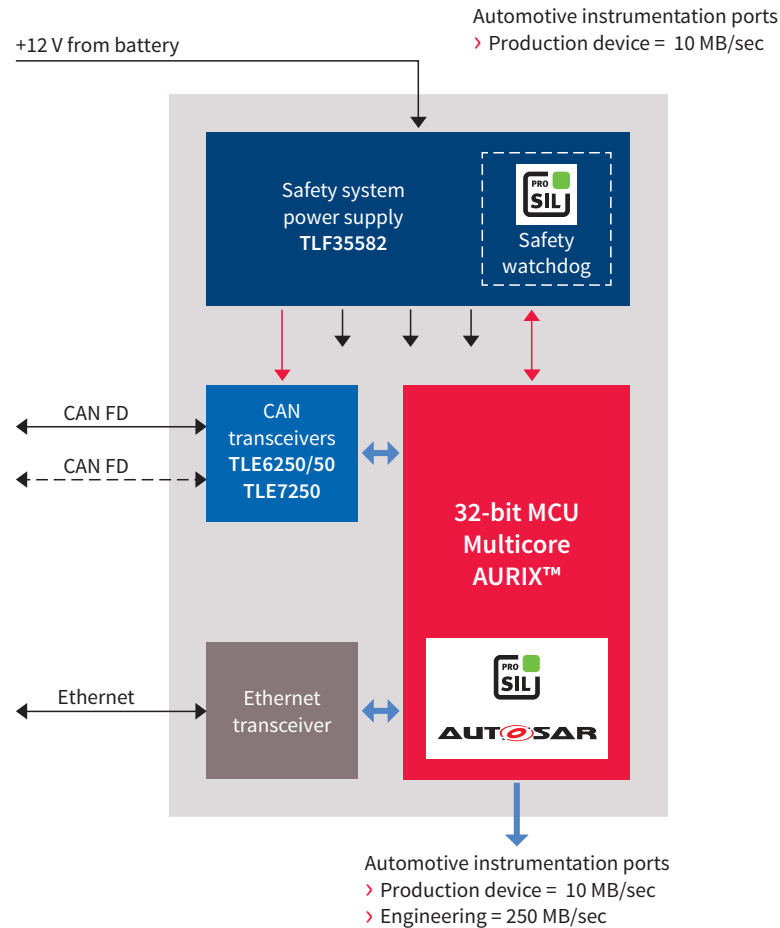 Automotive instrumentation ports
› Production device = 10 MB/sec
+12 V from battery
Safety system
power supply
TLF35582
PRO
SIL
Safety
watchdog
CAN FD
CAN FD
CAN
transceivers
TLE6250/50
TLE7250
32-bit MCU
Multicore
AURIX™
PRO
SIL
AUTOSAR
Ethernet
Ethernet
transceiver
Automotive instrumentation ports
› Production device = 10 MB/sec
› Engineering = 250 MB/sec